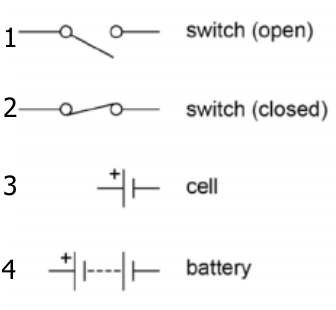 1 switch (open)
2 switch (closed)
3 + cell
4 + battery